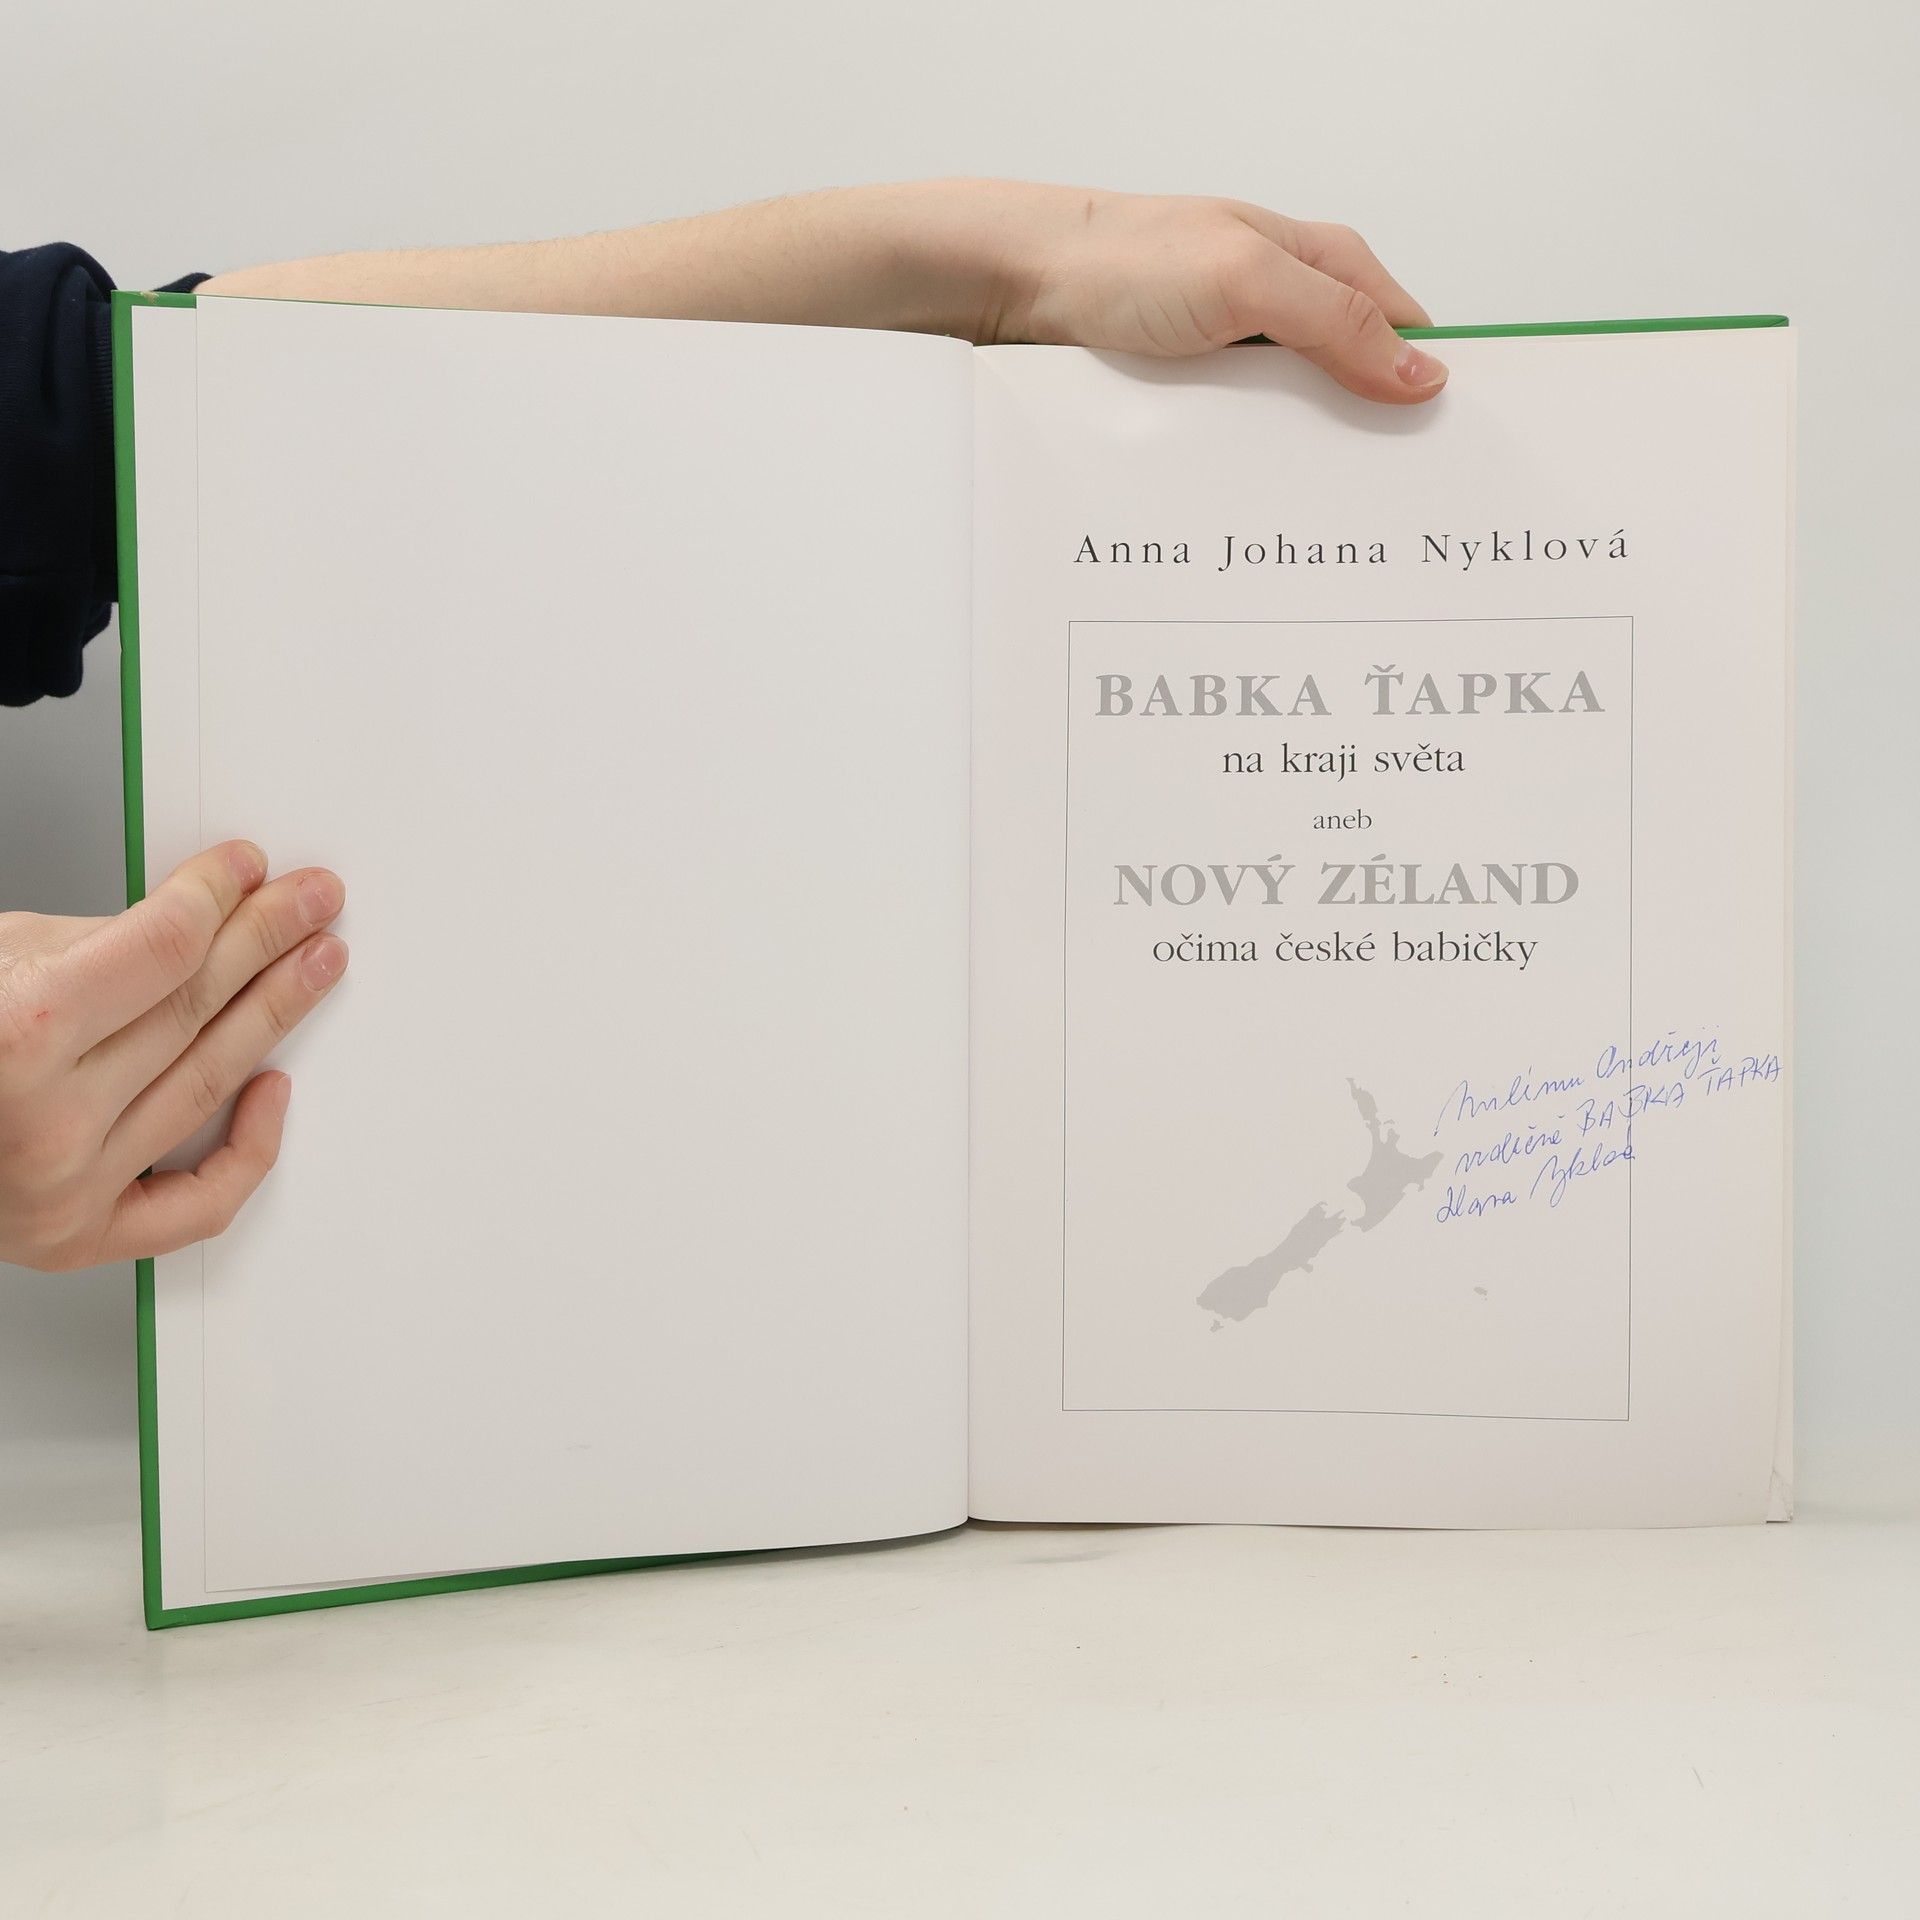 Anna Johana Nyklová
BABKA ŤAPKA
na kraji světa
aneb
NOVÝ ZÉLAND
očima české babičky
Milému Ondřeji
vděčně BABKA ŤAPKA